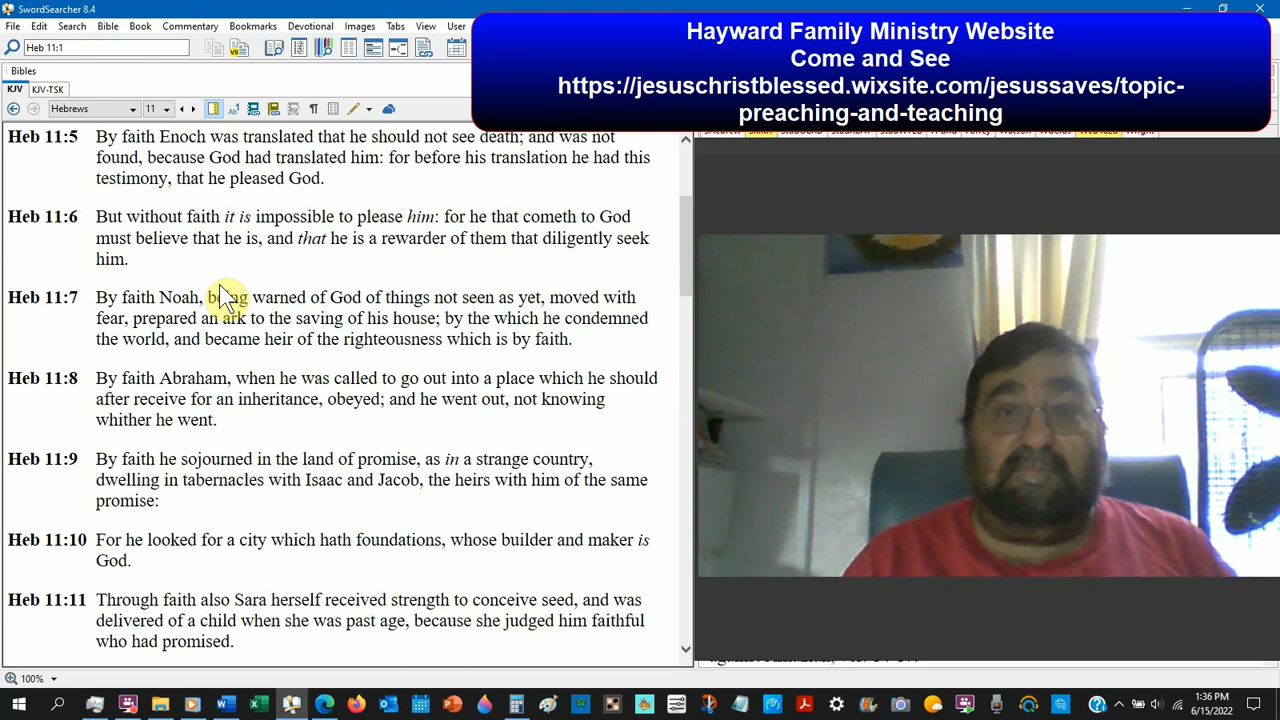 SwordSearcher 8.4
File Edit Search Bible Book Commentary Bookmarks Devotional Images Tabs View User
Heb 11:1
Hayward Family Ministry Website
Come and See
https://jesuschristblessed.wixsite.com/jesussaves/topic-
preaching-and-teaching
Bibles
KJV KJV-TSK
Hebrews 11
Heb 11:5 By faith Enoch was translated that he should not see death; and was not
found, because God had translated him: for before his translation he had this
testimony, that he pleased God.
Heb 11:6 But without faith it is impossible to please him: for he that cometh to God
must believe that he is, and that he is a rewarder of them that diligently seek
him.
Heb 11:7 By faith Noah, being warned of God of things not seen as yet, moved with
fear, prepared an ark to the saving of his house; by the which he condemned
the world, and became heir of the righteousness which is by faith.
Heb 11:8 By faith Abraham, when he was called to go out into a place which he should
after receive for an inheritance, obeyed; and he went out, not knowing
whither he went.
Heb 11:9 By faith he sojourned in the land of promise, as in a strange country,
dwelling in tabernacles with Isaac and Jacob, the heirs with him of the same
promise:
Heb 11:10 For he looked for a city which hath foundations, whose builder and maker is
God.
Heb 11:11 Through faith also Sara herself received strength to conceive seed, and was
delivered of a child when she was past age, because she judged him faithful
who had promised.
100%
1:36 PM
6/15/2022